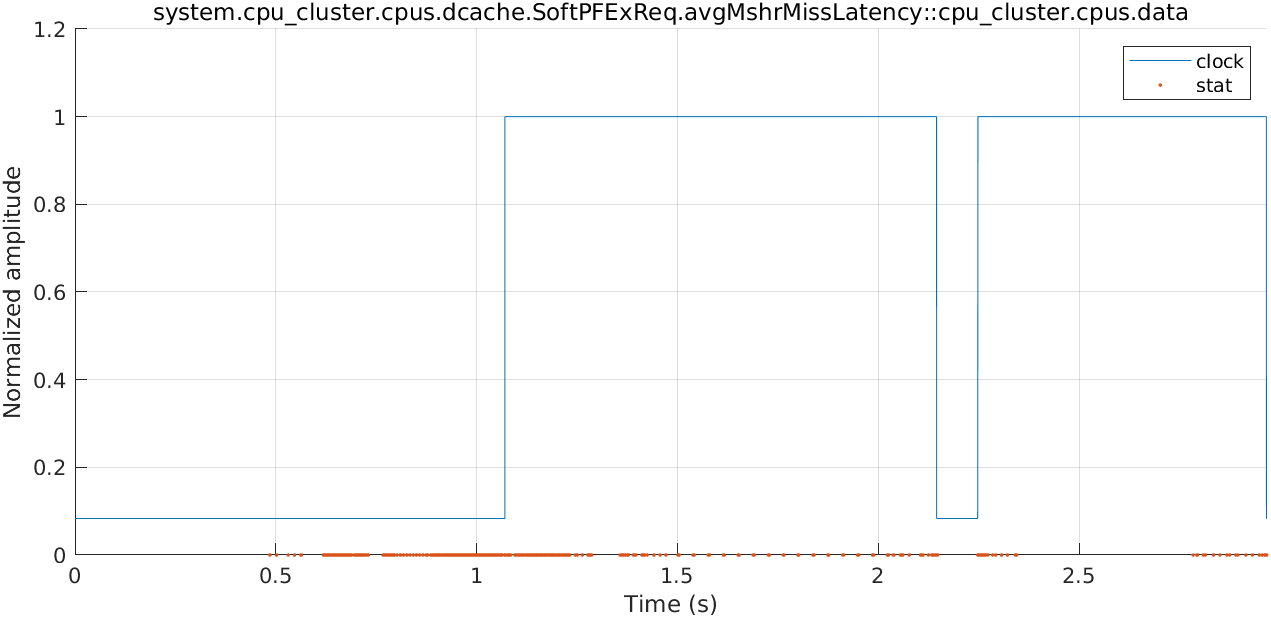 system.cpu_cluster.cpus.dcache.SoftPFExReq.avgMshrMissLatency::cpu_cluster.cpus.data
1.2
1
0.8
0.6
0.4
0.2
0
Normalized amplitude
clock
stat
0
0.5
1
1.5
2
2.5
Time (s)